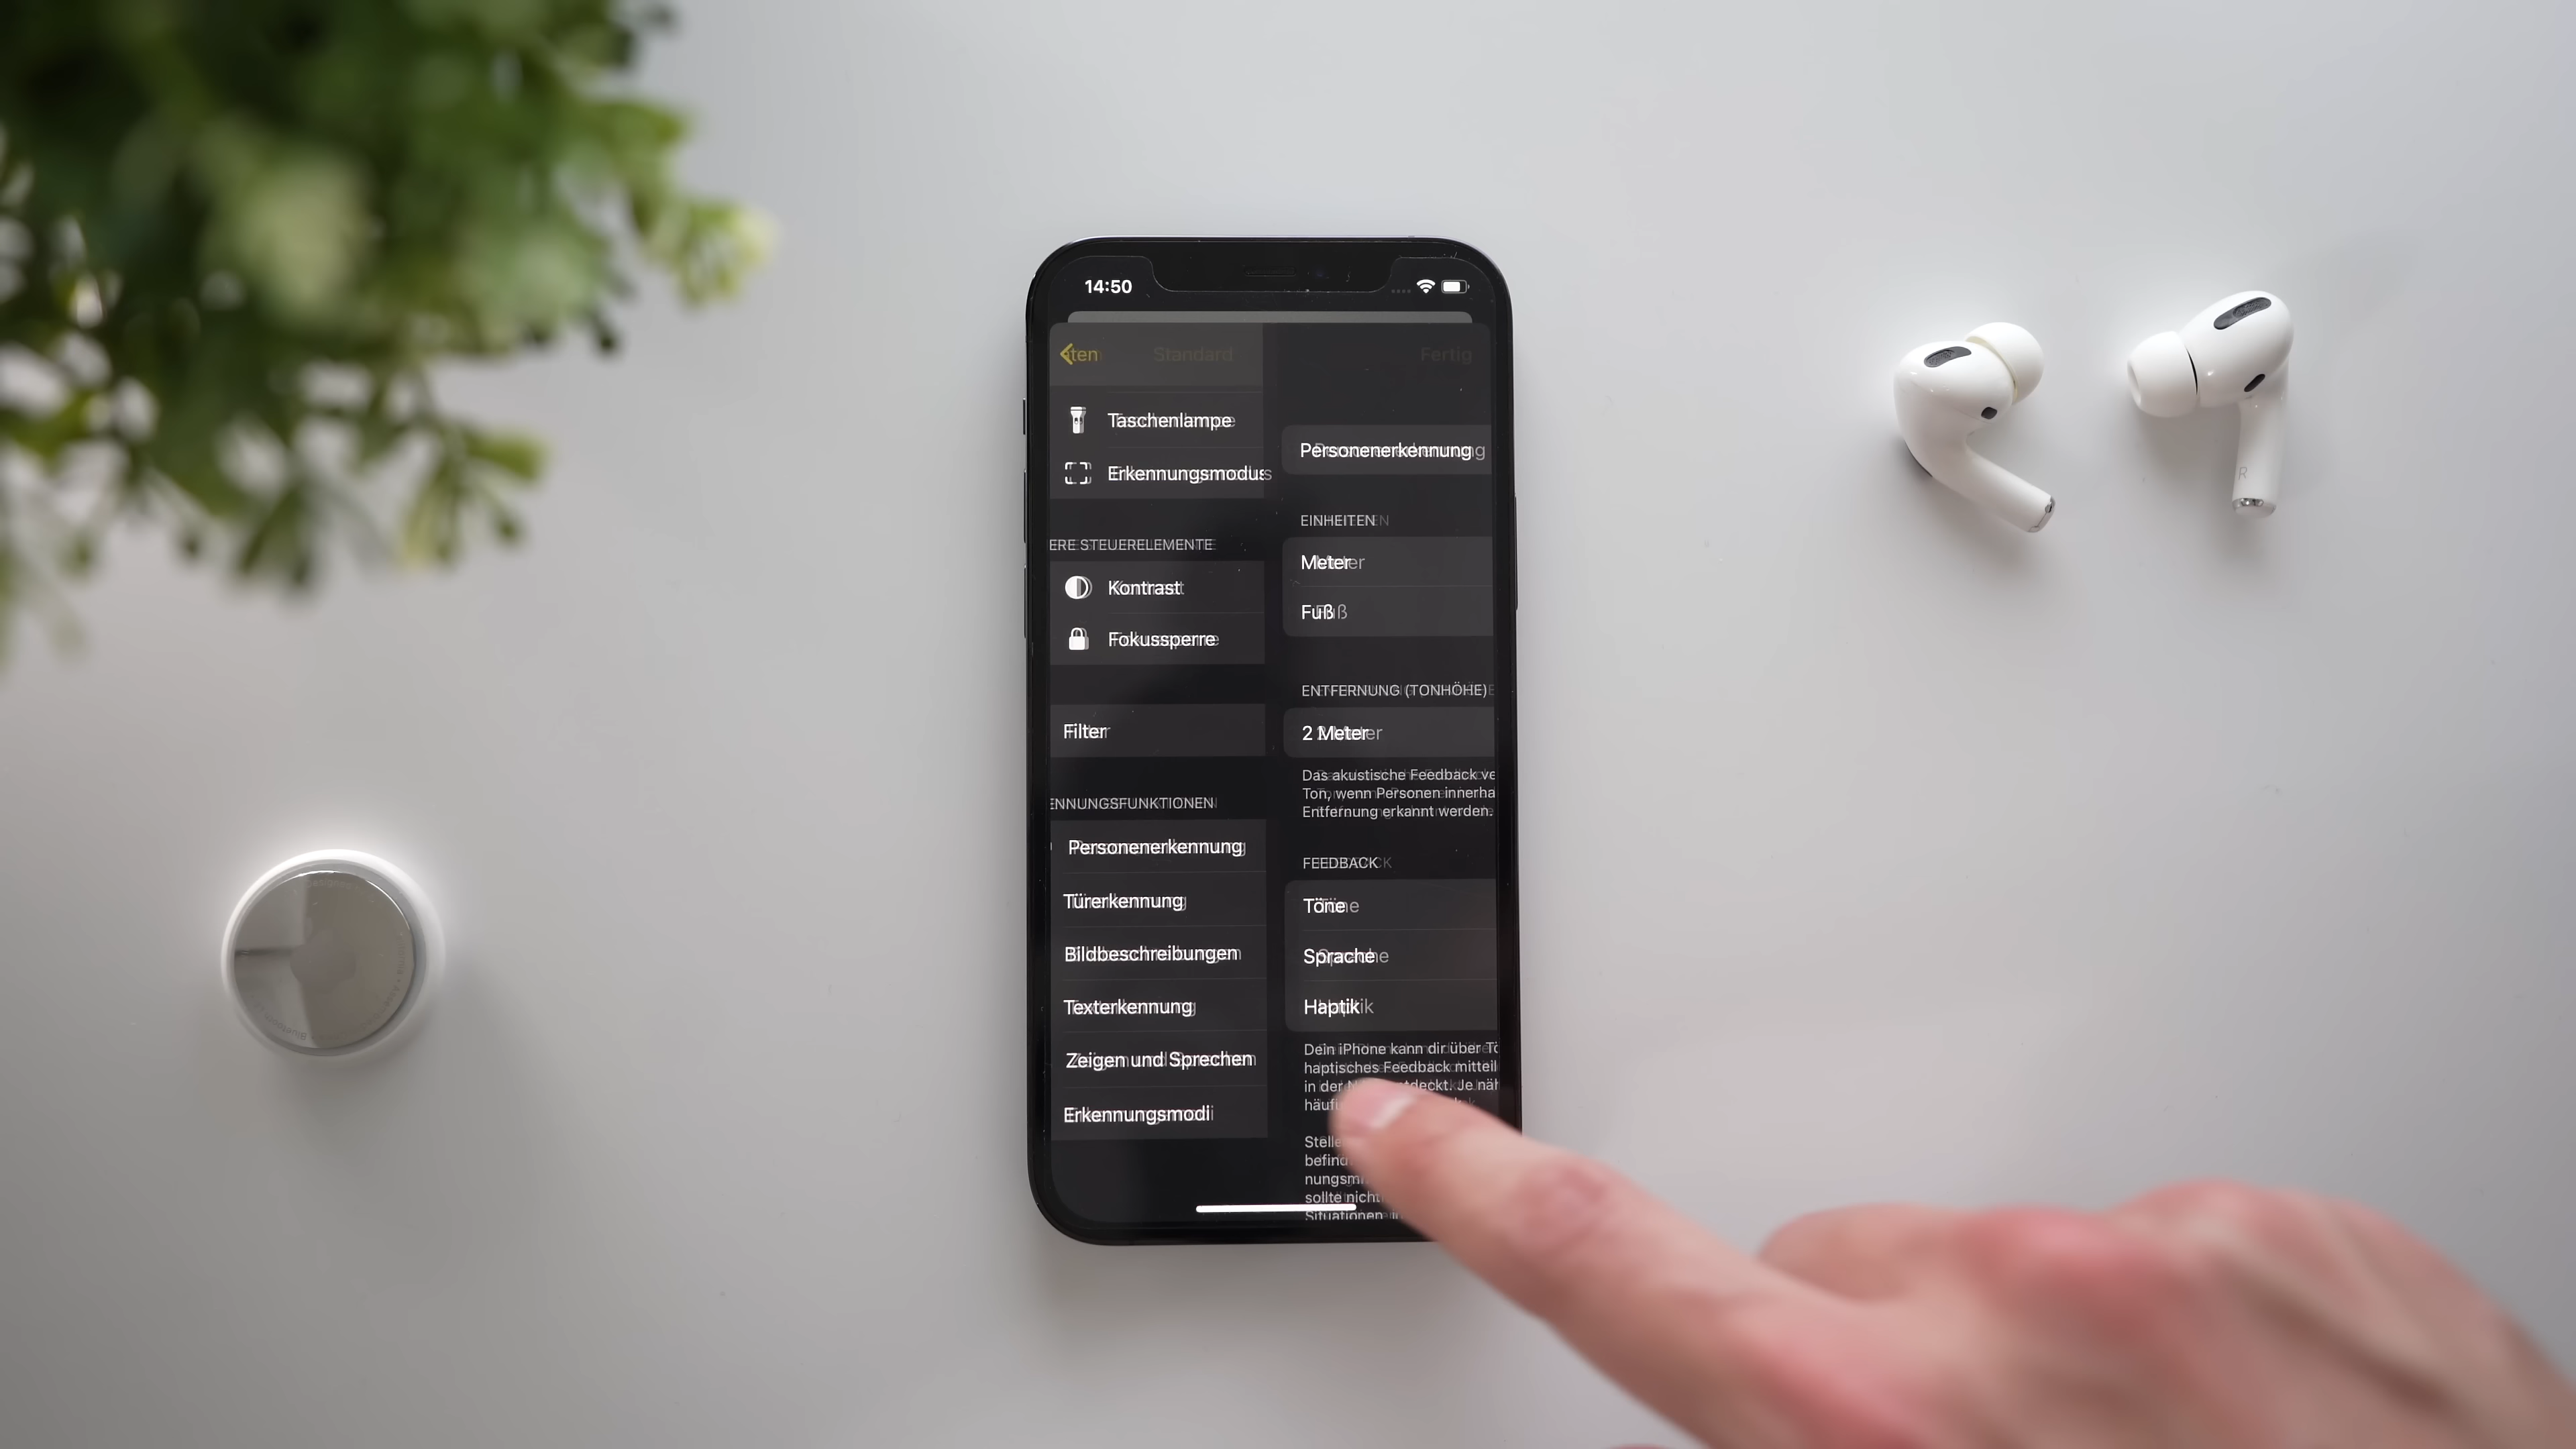 14:50
aten Standard Fertig
Taschenlampe
Erkennungsmodus
ERE STEUERELEMENTE
Kontrast
Fokussperre
Filter
ENNUNGSFUNKTIONEN
Personenerkennung
Türerkennung
Bildbeschreibungen
Texterkennung
Zeigen und Sprechen
Erkennungsmodi
Personenerkennung
EINHEITEN
Meter
Fuß
ENTFERNUNG (TONHÖHE)
2 Meter
Das akustische Feedback ve
Ton, wenn Personen innerha
Entfernung erkannt werden.
FEEDBACK
Töne
Sprache
Haptik
Dein iPhone kann dir über Tö
haptisches Feedback mitteil
in der tdeckt. Je näh
häufi
Stelle
befind
nungsm
sollte nicht
Situationen
R